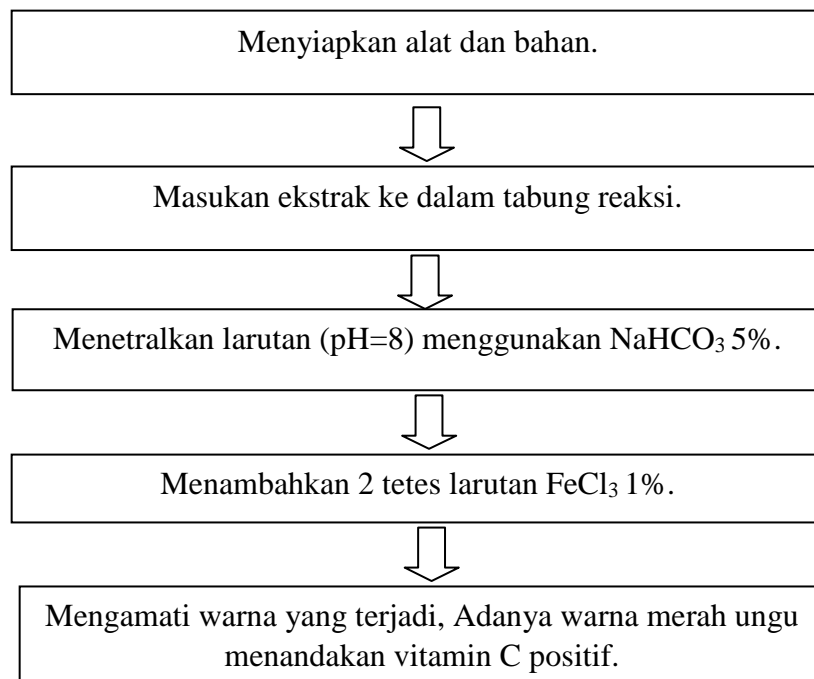 Menyiapkan alat dan bahan.
Masukan ekstrak ke dalam tabung reaksi.
Menetralkan larutan (pH=8) menggunakan NaHCO₃ 5%.
Menambahkan 2 tetes larutan FeCl₃ 1%.
Mengamati warna yang terjadi, Adanya warna merah ungu
menandakan vitamin C positif.